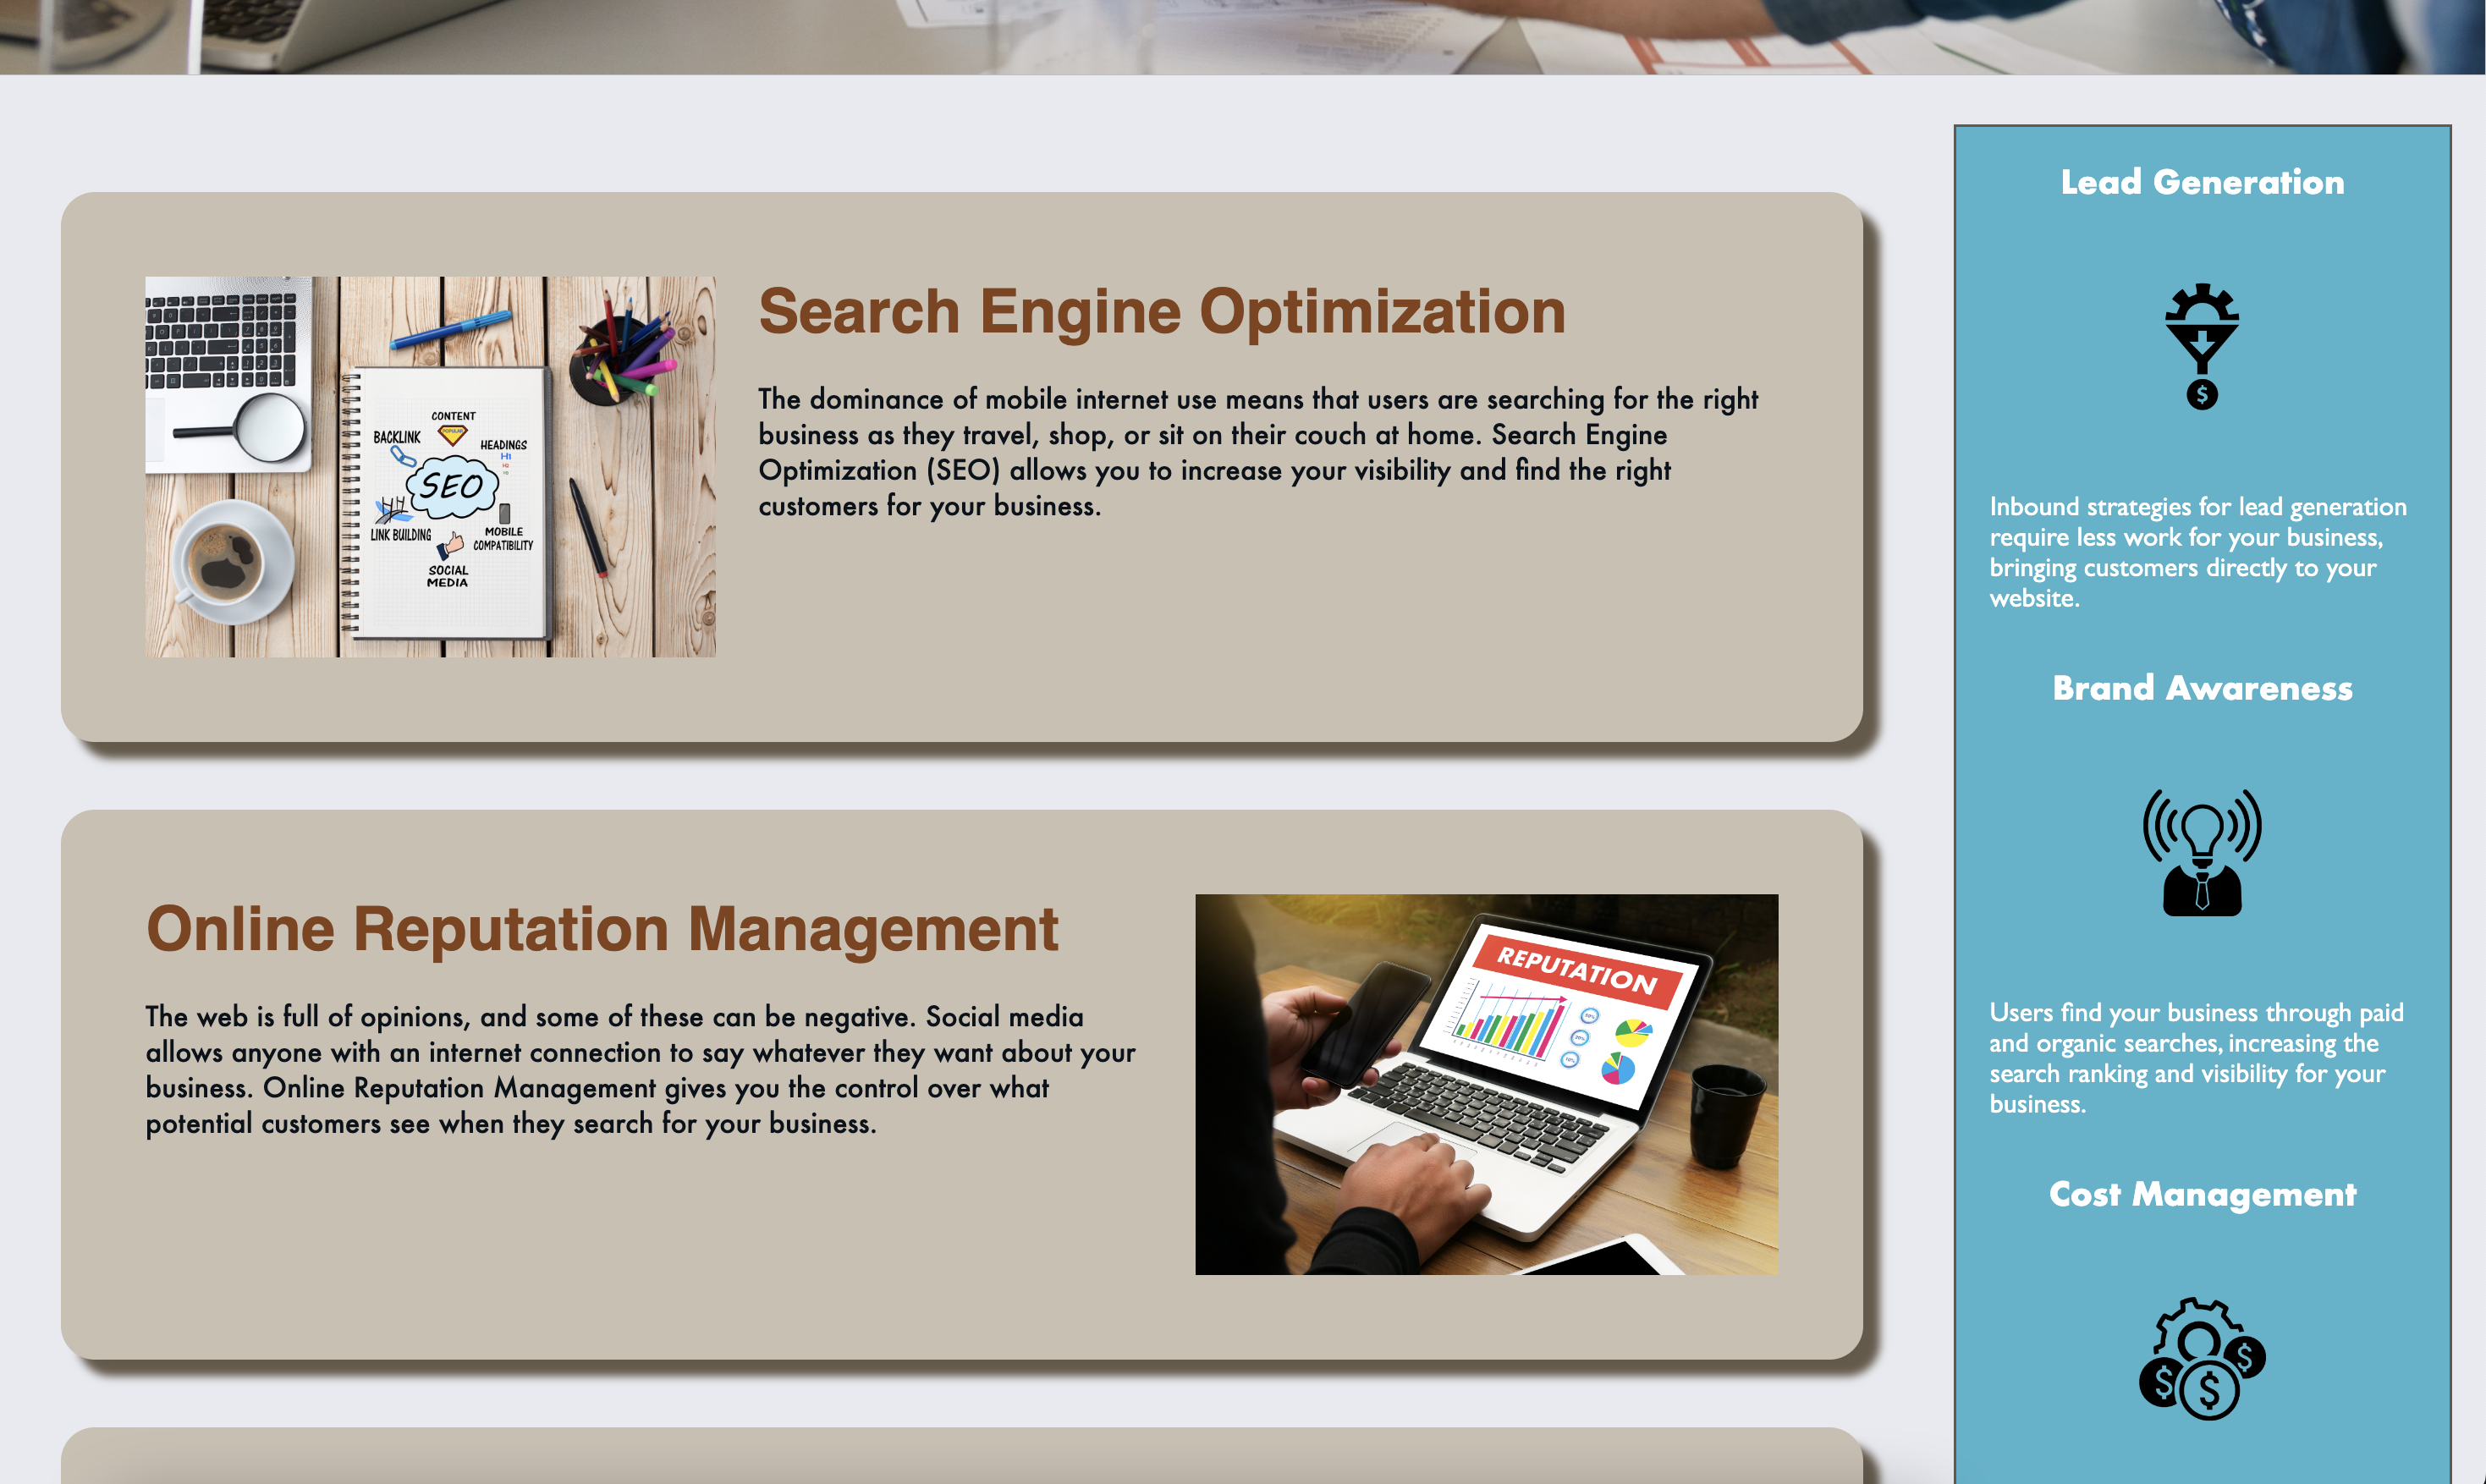 Search Engine Optimization
The dominance of mobile internet use means that users are searching for the right
business as they travel, shop, or sit on their couch at home. Search Engine
Optimization (SEO) allows you to increase your visibility and find the right
customers for your business.
CONTENT
BACKLINK
HEADINGS
H1
SEO
LINK BUILDING
MOBILE
COMPATIBILITY
SOCIAL
MEDIA
Online Reputation Management
The web is full of opinions, and some of these can be negative. Social media
allows anyone with an internet connection to say whatever they want about your
business. Online Reputation Management gives you the control over what
potential customers see when they search for your business.
REPUTATION
Lead Generation
$
Inbound strategies for lead generation
require less work for your business,
bringing customers directly to your
website.
Brand Awareness
Users find your business through paid
and organic searches, increasing the
search ranking and visibility for your
business.
Cost Management
$
$
$